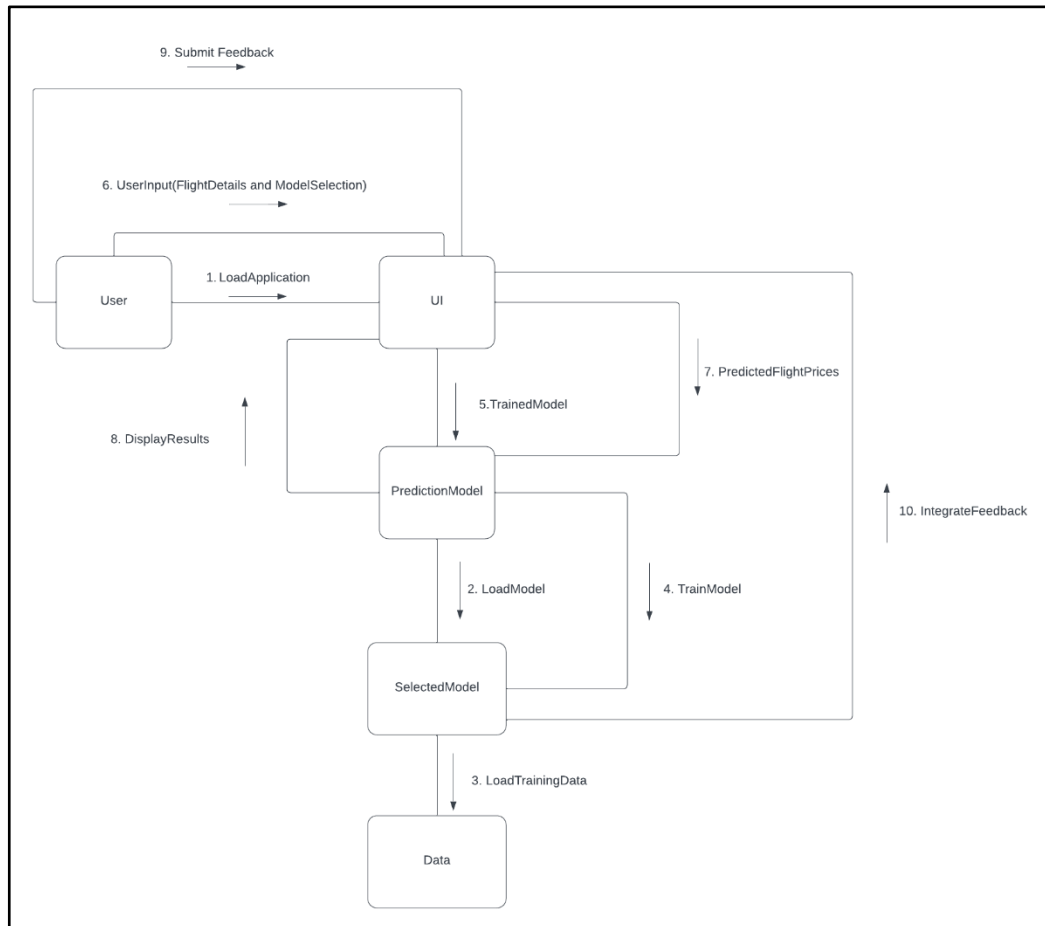 9. Submit Feedback
6. UserInput(FlightDetails and ModelSelection)
1. LoadApplication
User
UI
7. PredictedFlightPrices
5.TrainedModel
8. DisplayResults
PredictionModel
10. IntegrateFeedback
2. LoadModel
4. TrainModel
SelectedModel
3. LoadTrainingData
Data